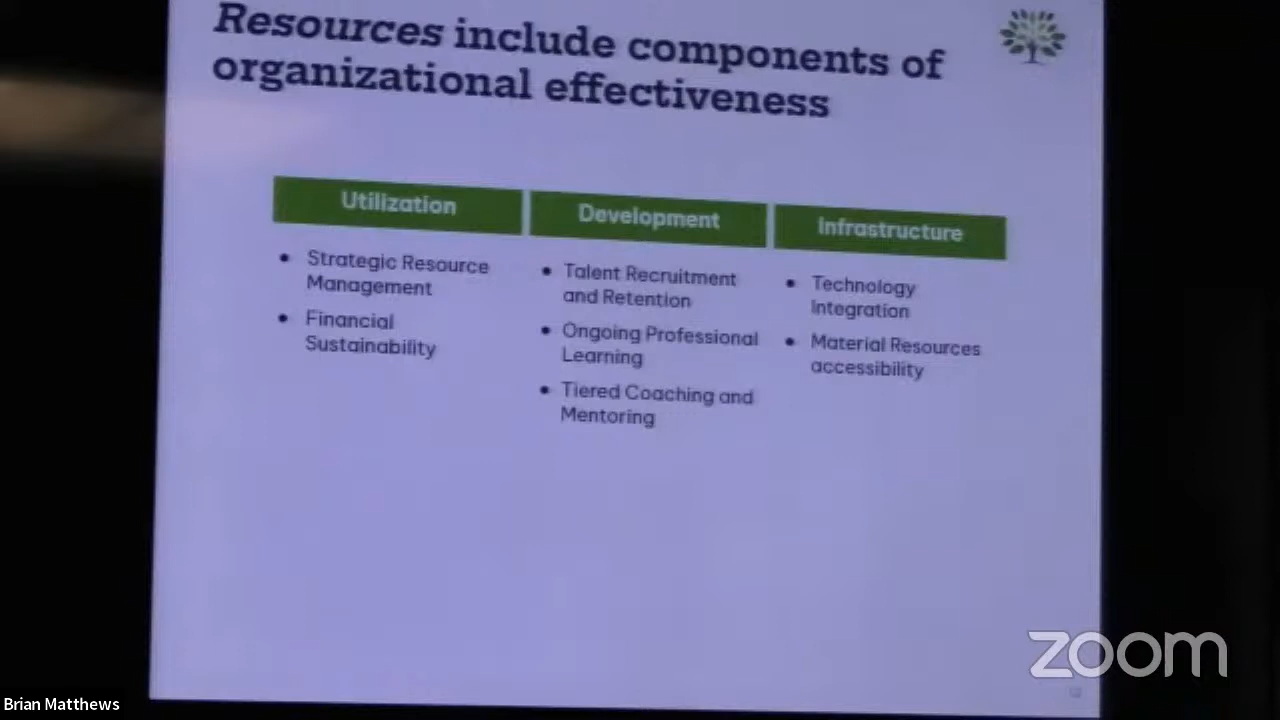 Resources include components of
organizational effectiveness
Utilization
Development
Infrastructure
• Strategic Resource
Management
• Financial
Sustainability
• Talent Recruitment
and Retention
• Ongoing Professional
Learning
• Tiered Coaching and
Mentoring
• Technology
Integration
• Material Resources
accessibility
zoom
Brian Matthews